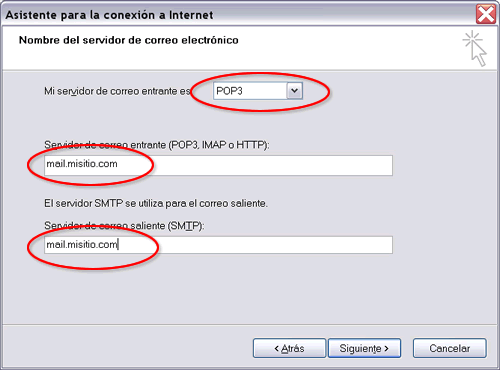 Asistente para la conexión a Internet
Nombre del servidor de correo electrónico
Mi servidor de correo entrante es POP3
Servidor de correo entrante (POP3, IMAP o HTTP):
mail.misitio.com
El servidor SMTP se utiliza para el correo saliente.
Servidor de correo saliente (SMTP):
mail.misitio.com
< Atrás Siguiente > Cancelar